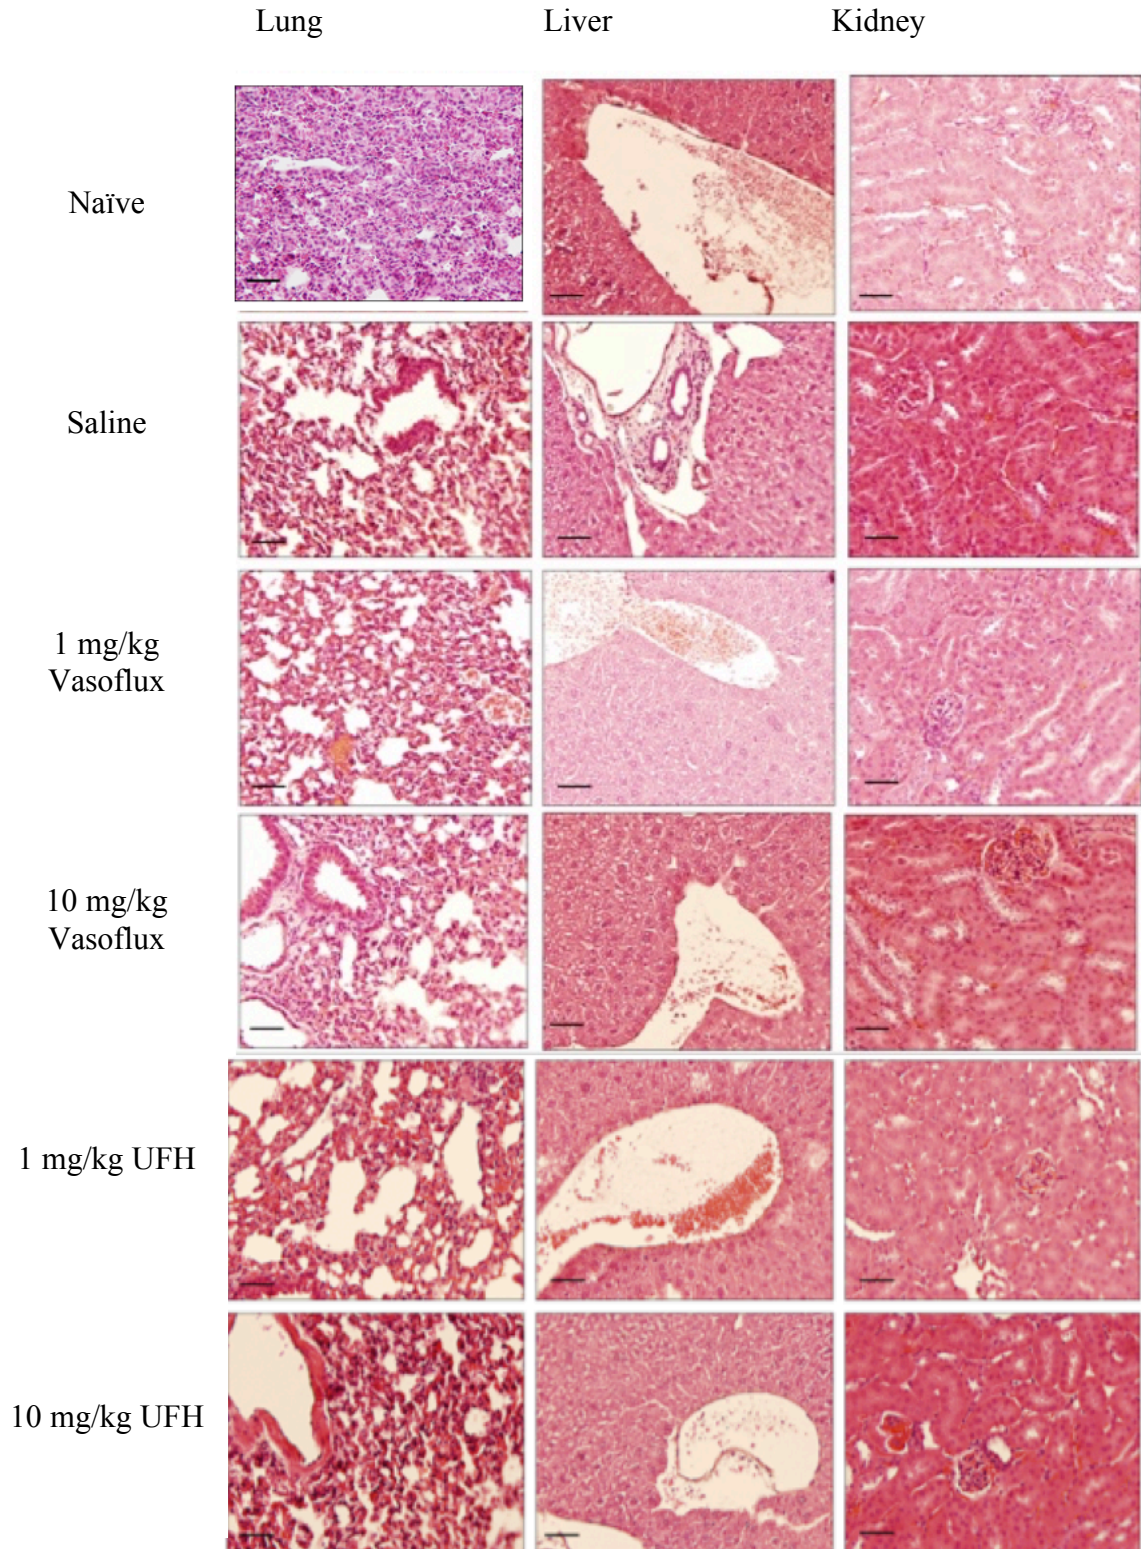 Lung Liver Kidney
Naïve
Saline
1 mg/kg
Vasoflux
10 mg/kg
Vasoflux
1 mg/kg UFH
10 mg/kg UFH